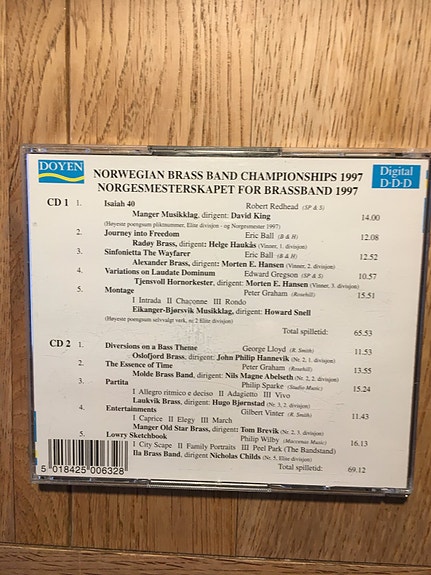 DOYEN
NORWEGIAN BRASS BAND CHAMPIONSHIPS 1997
NORGESMESTERSKAPET FOR BRASSBAND 1997
Digital
D·D·D
CD 1 1. Isaiah 40 Robert Redhead (SP & S)
Manger Musikklag, dirigent: David King 14.00
(Høyeste poengsum pliktnummer, Elite divisjon - og Norgesmester 1997)
2. Journey into Freedom Eric Ball (B & H) 12.08
Radøy Brass, dirigent: Helge Haukås (Vinner, 1. divisjon)
3. Sinfonietta The Wayfarer Eric Ball (B & H) 12.52
Alexander Brass, dirigent: Morten E. Hansen (Vinner, 2. divisjon)
4. Variations on Laudate Dominum Edward Gregson (SP & S) 10.57
Tjensvoll Hornorkester, dirigent: Morten E. Hansen (Vinner, 3. divisjon)
5. Montage Peter Graham (Rosehill) 15.51
I Intrada II Chaconne III Rondo
Eikanger-Bjørsvik Musikklag, dirigent: Howard Snell
(Høyeste poengsum selvvalgt verk, nr. 2 Elite divisjon)
Total spilletid: 65.53
CD 2 1. Diversions on a Bass Theme George Lloyd (R. Smith) 11.53
Oslofjord Brass, dirigent: John Philip Hannevik (Nr. 2, 1. divisjon)
2. The Essence of Time Peter Graham (Rosehill) 13.55
Molde Brass Band, dirigent: Nils Magne Abelseth (Nr. 2, 2. divisjon)
3. Partita Philip Sparke (Studio Music) 15.24
I Allegro ritmico e deciso II Adagietto III Vivo
Laukvik Brass, dirigent: Hugo Bjørnstad (Nr. 3, 2. divisjon)
4. Entertainments Gilbert Vinter (R. Smith) 11.43
I Caprice II Elegy III March
Manger Old Star Brass, dirigent: Tom Brevik (Nr. 2, 3. divisjon)
5. Lowry Sketchbook Philip Wilby (Maecenas Music) 16.13
I City Scape II Family Portraits III Peel Park (The Bandstand)
Ila Brass Band, dirigent Nicholas Childs (Nr. 5, Elite divisjon)
Total spilletid: 69.12
5 018425 006328